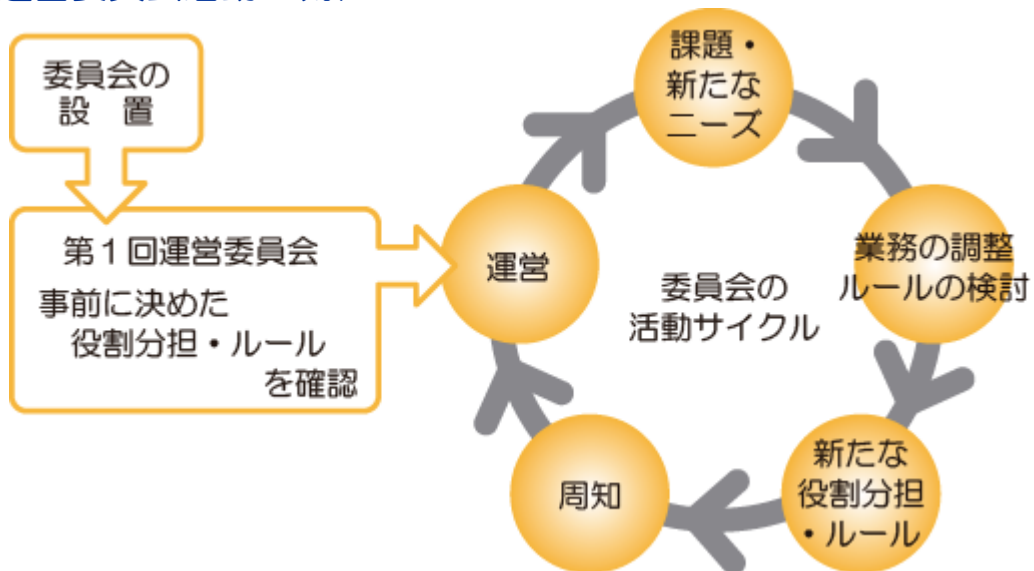 委員会の
設 置
第1回運営委員会
事前に決めた
役割分担・ルール
を確認
運営
課題・
新たな
ニーズ
業務の調整
ルールの検討
新たな
役割分担
・ルール
周知
委員会の
活動サイクル